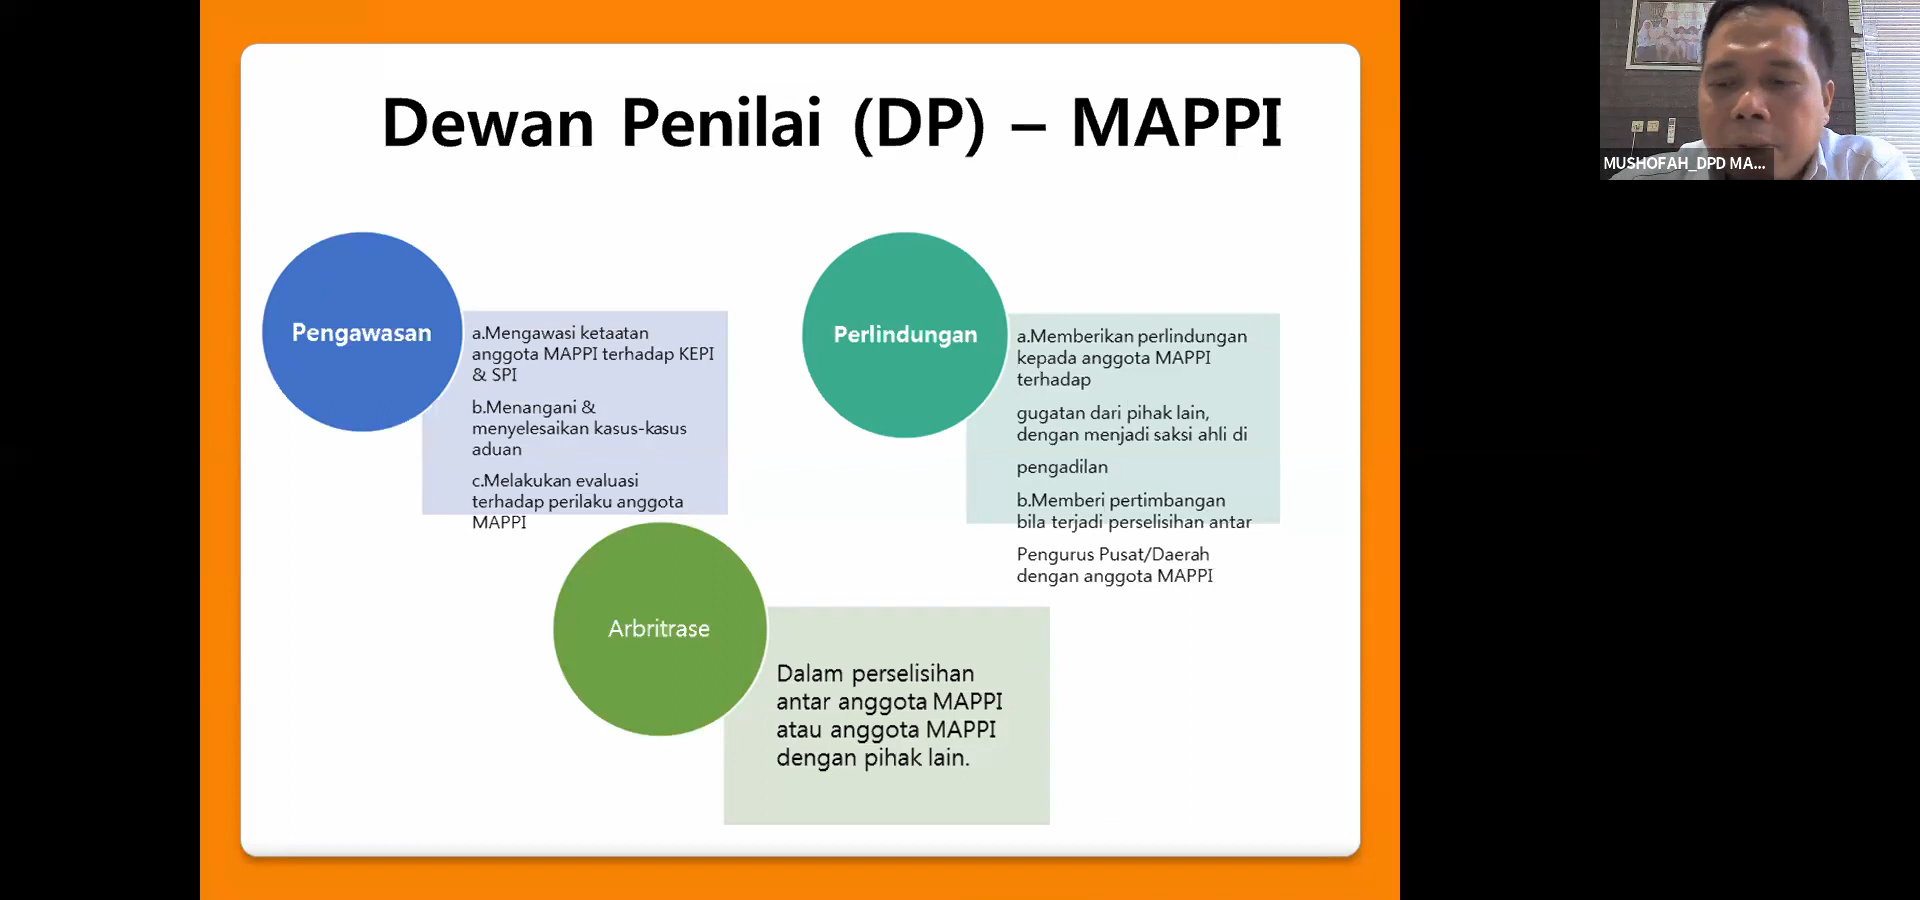 Dewan Penilai (DP) – MAPPI
Pengawasan
a.Mengawasi ketaatan
anggota MAPPI terhadap KEPI
& SPI
b.Menangani &
menyelesaikan kasus-kasus
aduan
c.Melakukan evaluasi
terhadap perilaku anggota
MAPPI
Perlindungan
a.Memberikan perlindungan
kepada anggota MAPPI
terhadap
gugatan dari pihak lain,
dengan menjadi saksi ahli di
pengadilan
b.Memberi pertimbangan
bila terjadi perselisihan antar
Pengurus Pusat/Daerah
dengan anggota MAPPI
Arbritrase
Dalam perselisihan
antar anggota MAPPI
atau anggota MAPPI
dengan pihak lain.
MUSHOFAH_DPD MA...